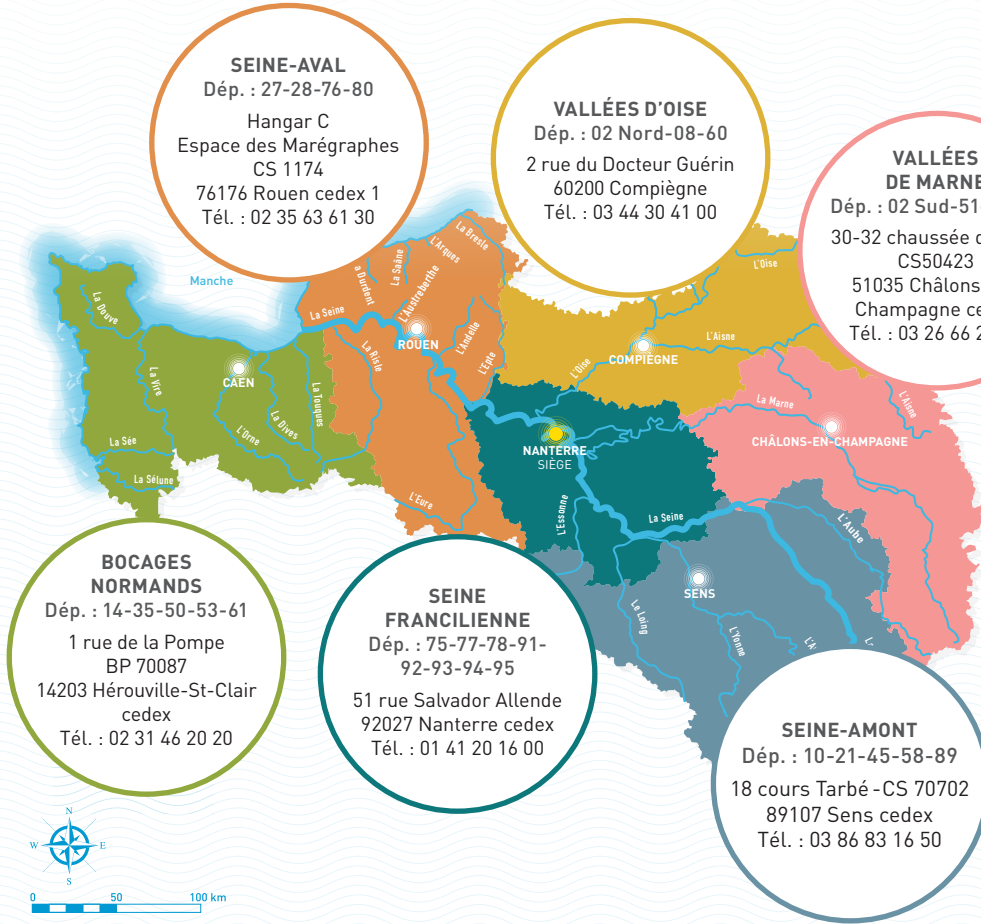 SEINE-AVAL
Dép. : 27-28-76-80
Hangar C
Espace des Marégraphes
CS 1174
76176 Rouen cedex 1
Tél. : 02 35 63 61 30
VALLÉES D'OISE
Dép. : 02 Nord-08-60
2 rue du Docteur Guérin
60200 Compiègne
Tél. : 03 44 30 41 00
VALLÉES
DE MARNE
Dép. : 02 Sud-51
30-32 chaussée
CS50423
51035 Châlons
Champagne
Tél. : 03 26 66
Manche
La Douve
La Vire
La Sée
La Sélune
CAEN
L'Orne
La Dives
La Touques
La Seine
a Durdent
La Saâne
L'Austreberthe
L'Arques
La Bresle
ROUEN
L'Andelle
L'Epte
La Risle
L'Eure
L'Oise
L'Oise
L'Aisne
COMPIÈGNE
La Marne
L'Aisne
CHÂLONS-EN-CHAMPAGNE
NANTERRE
SIÈGE
L'Essonne
La Seine
L'Aube
SENS
Le Loing
L'Yonne
BOCAGES
NORMANDS
Dép. : 14-35-50-53-61
1 rue de la Pompe
BP 70087
14203 Hérouville-St-Clair
cedex
Tél. : 02 31 46 20 20
SEINE
FRANCILIENNE
Dép. : 75-77-78-91-
92-93-94-95
51 rue Salvador Allende
92027 Nanterre cedex
Tél. : 01 41 20 16 00
SEINE-AMONT
Dép. : 10-21-45-58-89
18 cours Tarbé - CS 70702
89107 Sens cedex
Tél. : 03 86 83 16 50
N
W E
S
0 50 100 km